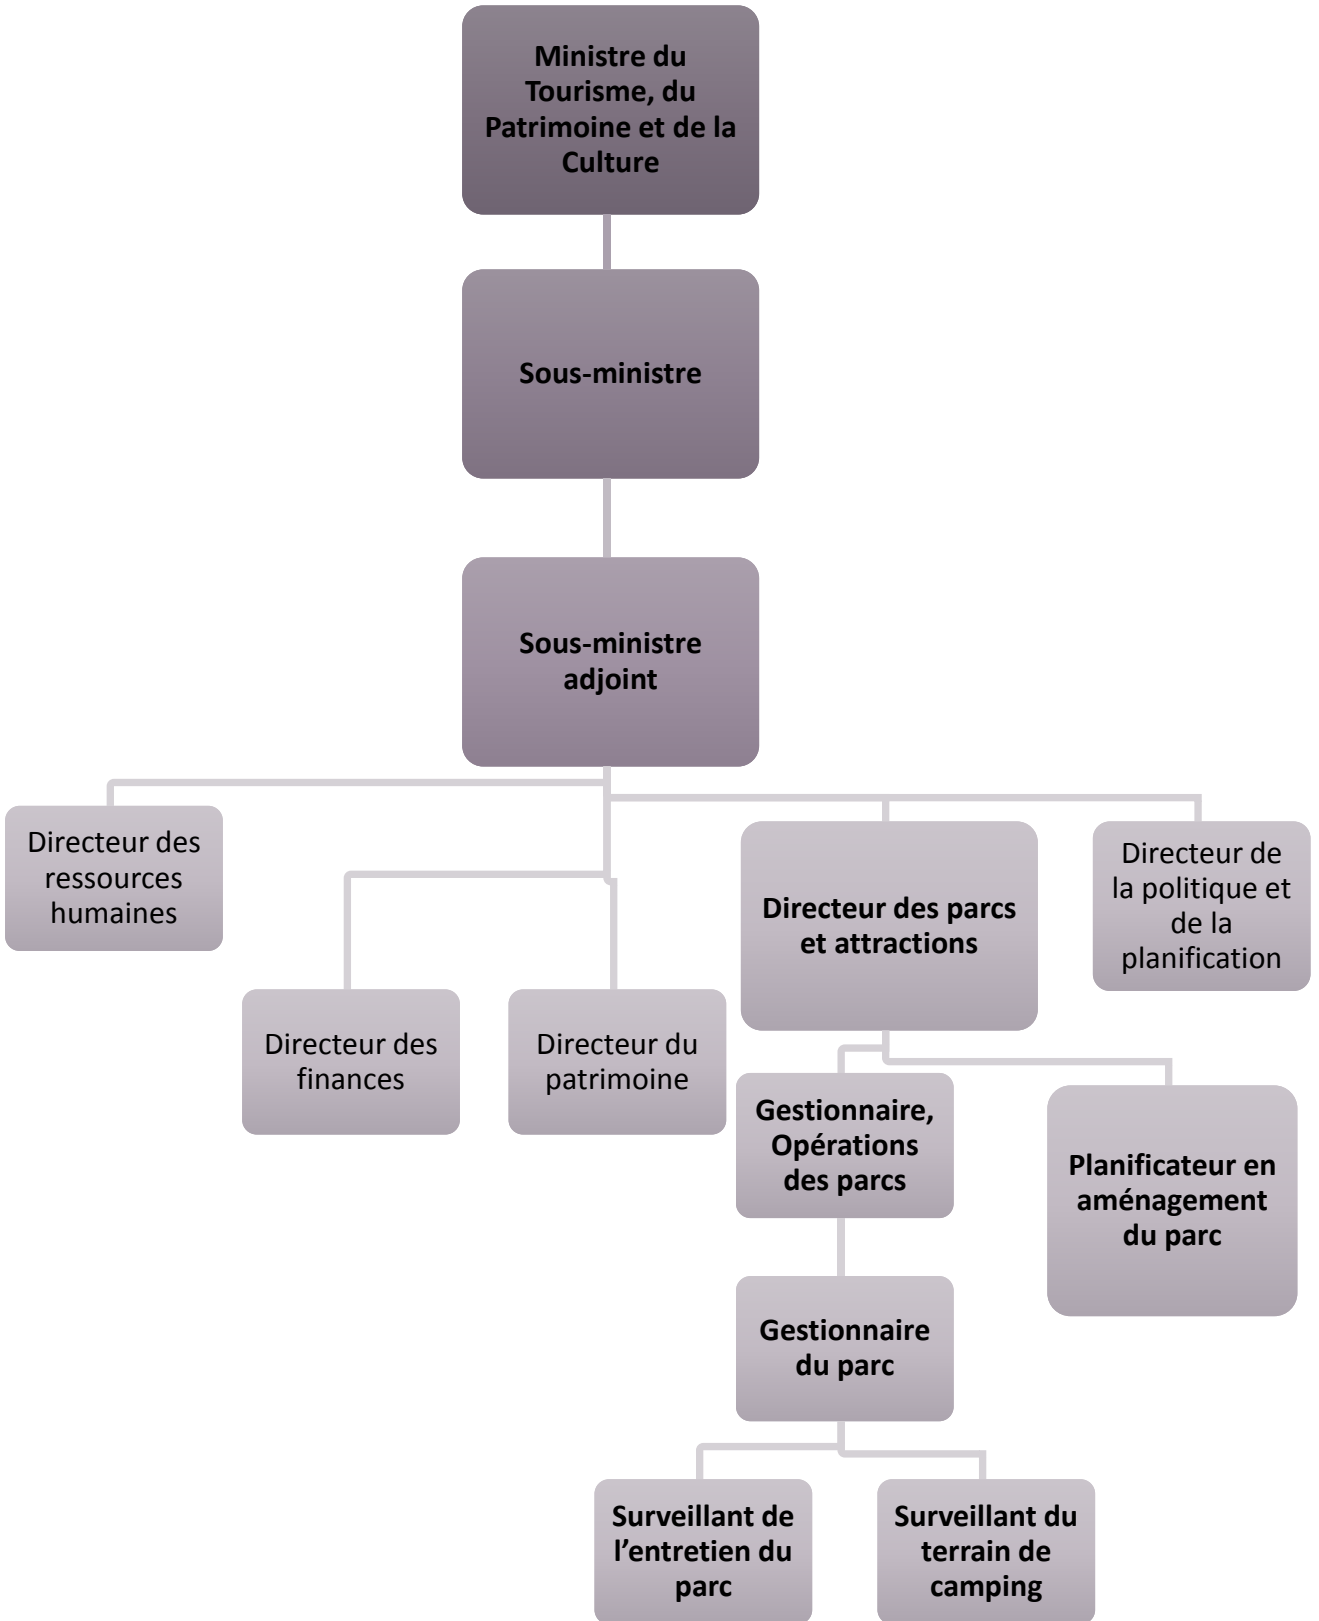 Ministre du
Tourisme, du
Patrimoine et de la
Culture
Sous-ministre
Sous-ministre
adjoint
Directeur des
ressources
humaines
Directeur des
finances
Directeur du
patrimoine
Directeur des parcs
et attractions
Directeur de
la politique et
de la
planification
Gestionnaire,
Opérations
des parcs
Planificateur en
aménagement
du parc
Gestionnaire
du parc
Surveillant de
l’entretien du
parc
Surveillant du
terrain de
camping